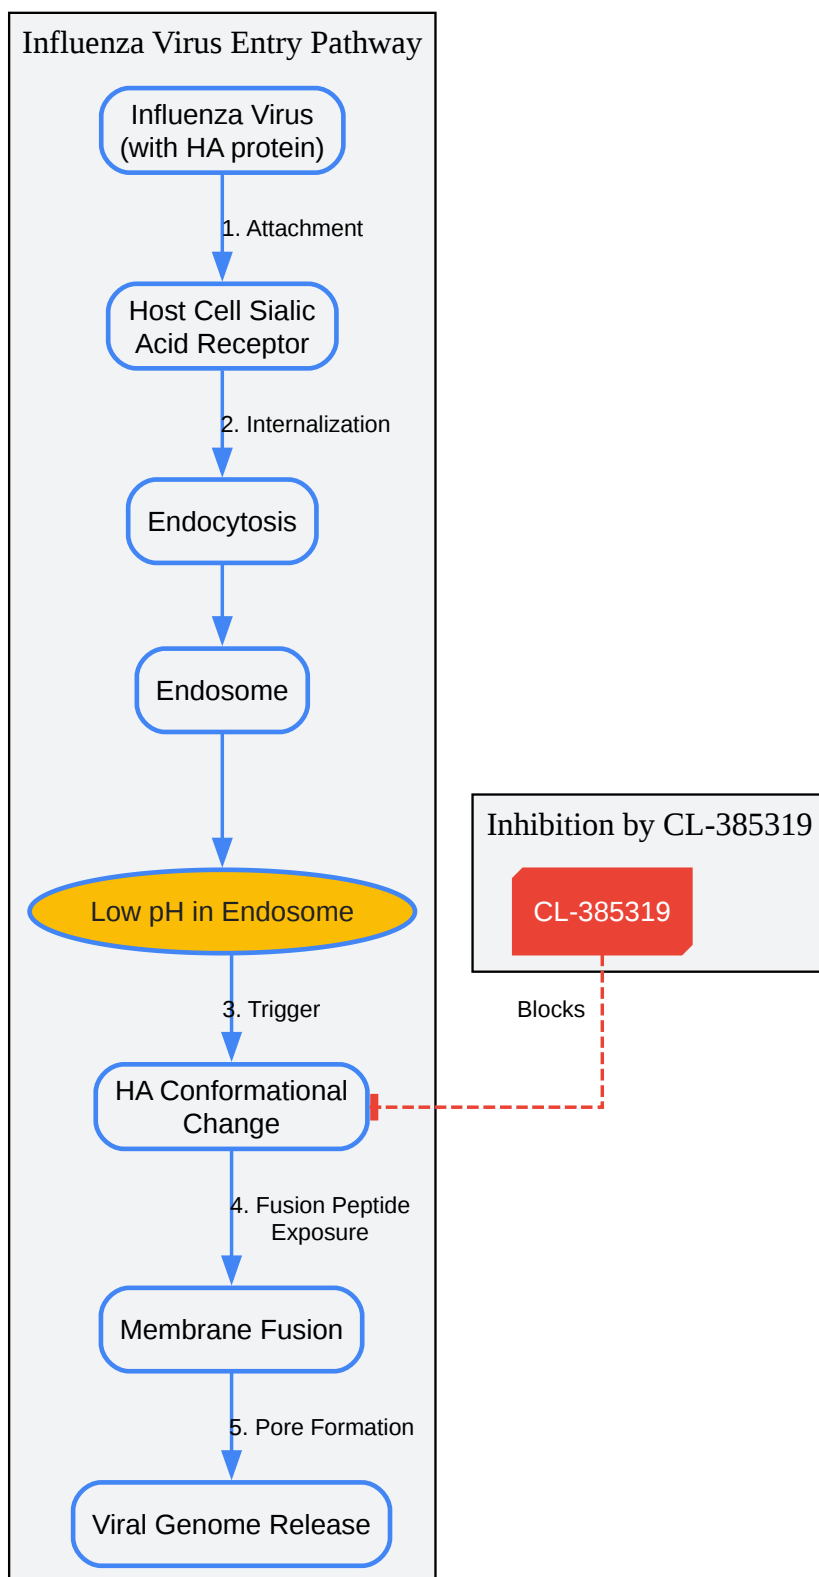 Influenza Virus Entry Pathway
Influenza Virus
(with HA protein)
1. Attachment
Host Cell Sialic
Acid Receptor
2. Internalization
Endocytosis
Endosome
Low pH in Endosome
3. Trigger
HA Conformational
Change
4. Fusion Peptide
Exposure
Membrane Fusion
5. Pore Formation
Viral Genome Release
Inhibition by CL-385319
CL-385319
Blocks